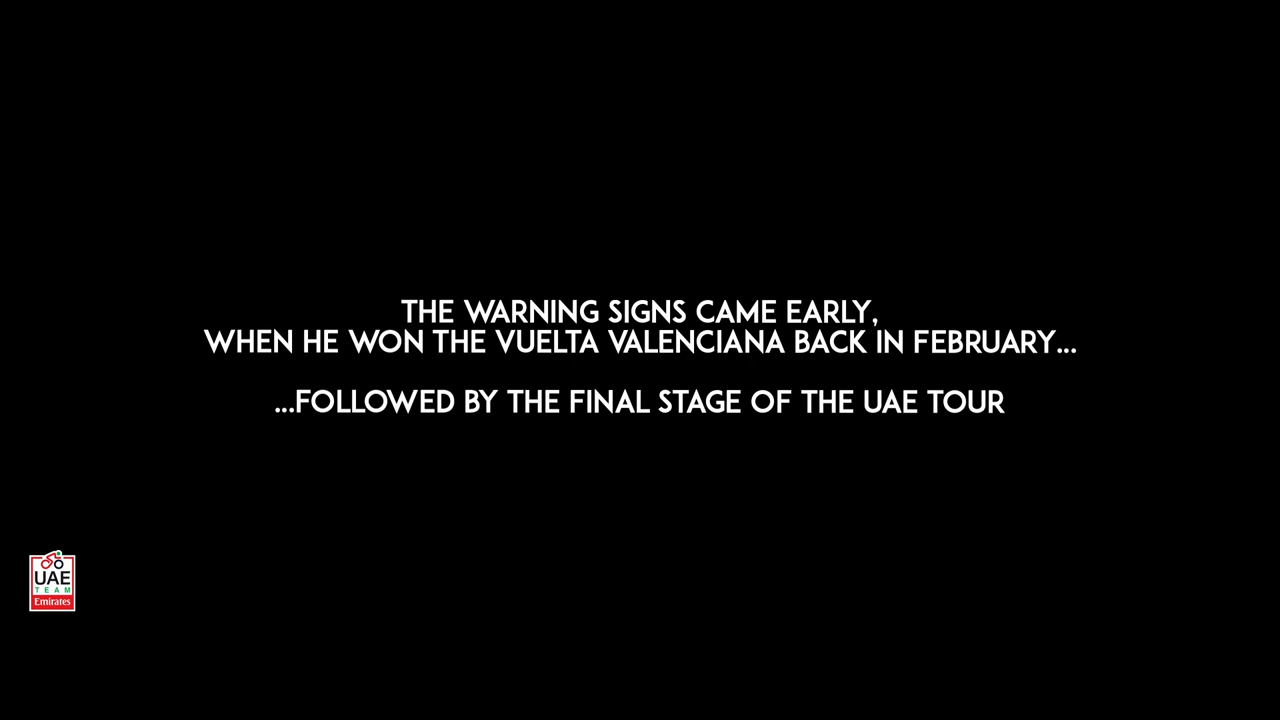 THE WARNING SIGNS CAME EARLY,
WHEN HE WON THE VUELTA VALENCIANA BACK IN FEBRUARY...
...FOLLOWED BY THE FINAL STAGE OF THE UAE TOUR
UAE
TEAM
Emirates